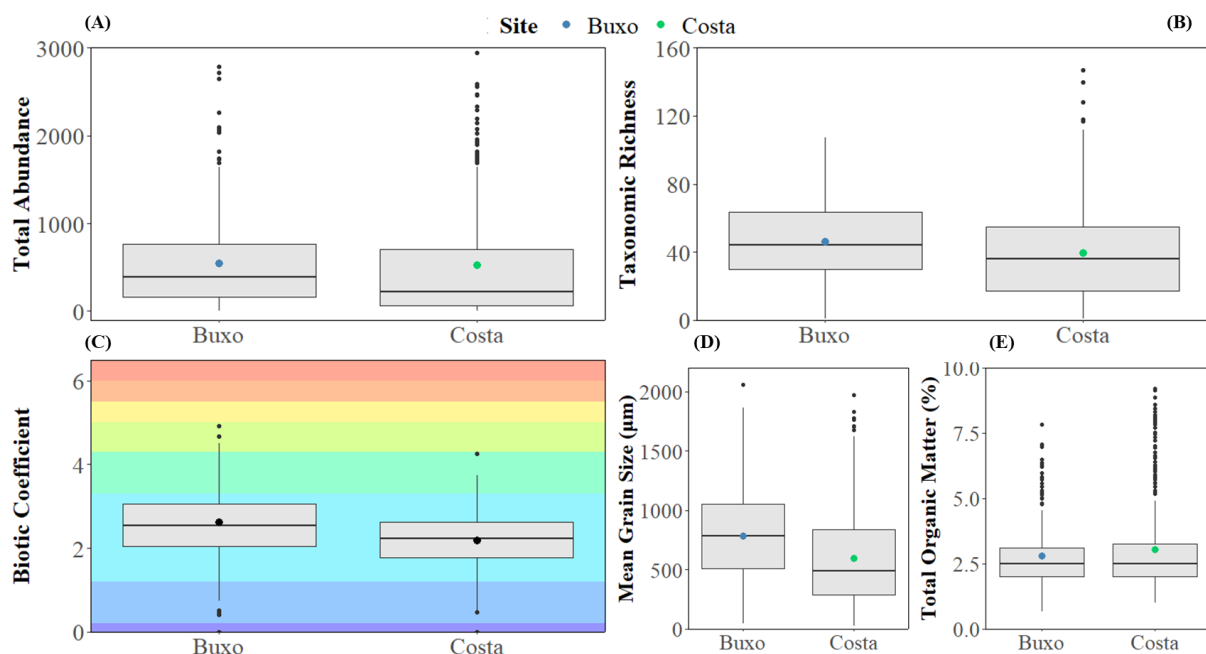 (A)
Site Buxo Costa
(B)
Total Abundance
3000
2000
1000
0
Buxo Costa
Taxonomic Richness
160
120
80
40
0
Buxo Costa
(C)
Biotic Coefficient
6
4
2
0
Buxo Costa
(D)
Mean Grain Size (µm)
2000
1500
1000
500
0
Buxo Costa
(E)
Total Organic Matter (%)
10.0
7.5
5.0
2.5
0.0
Buxo Costa